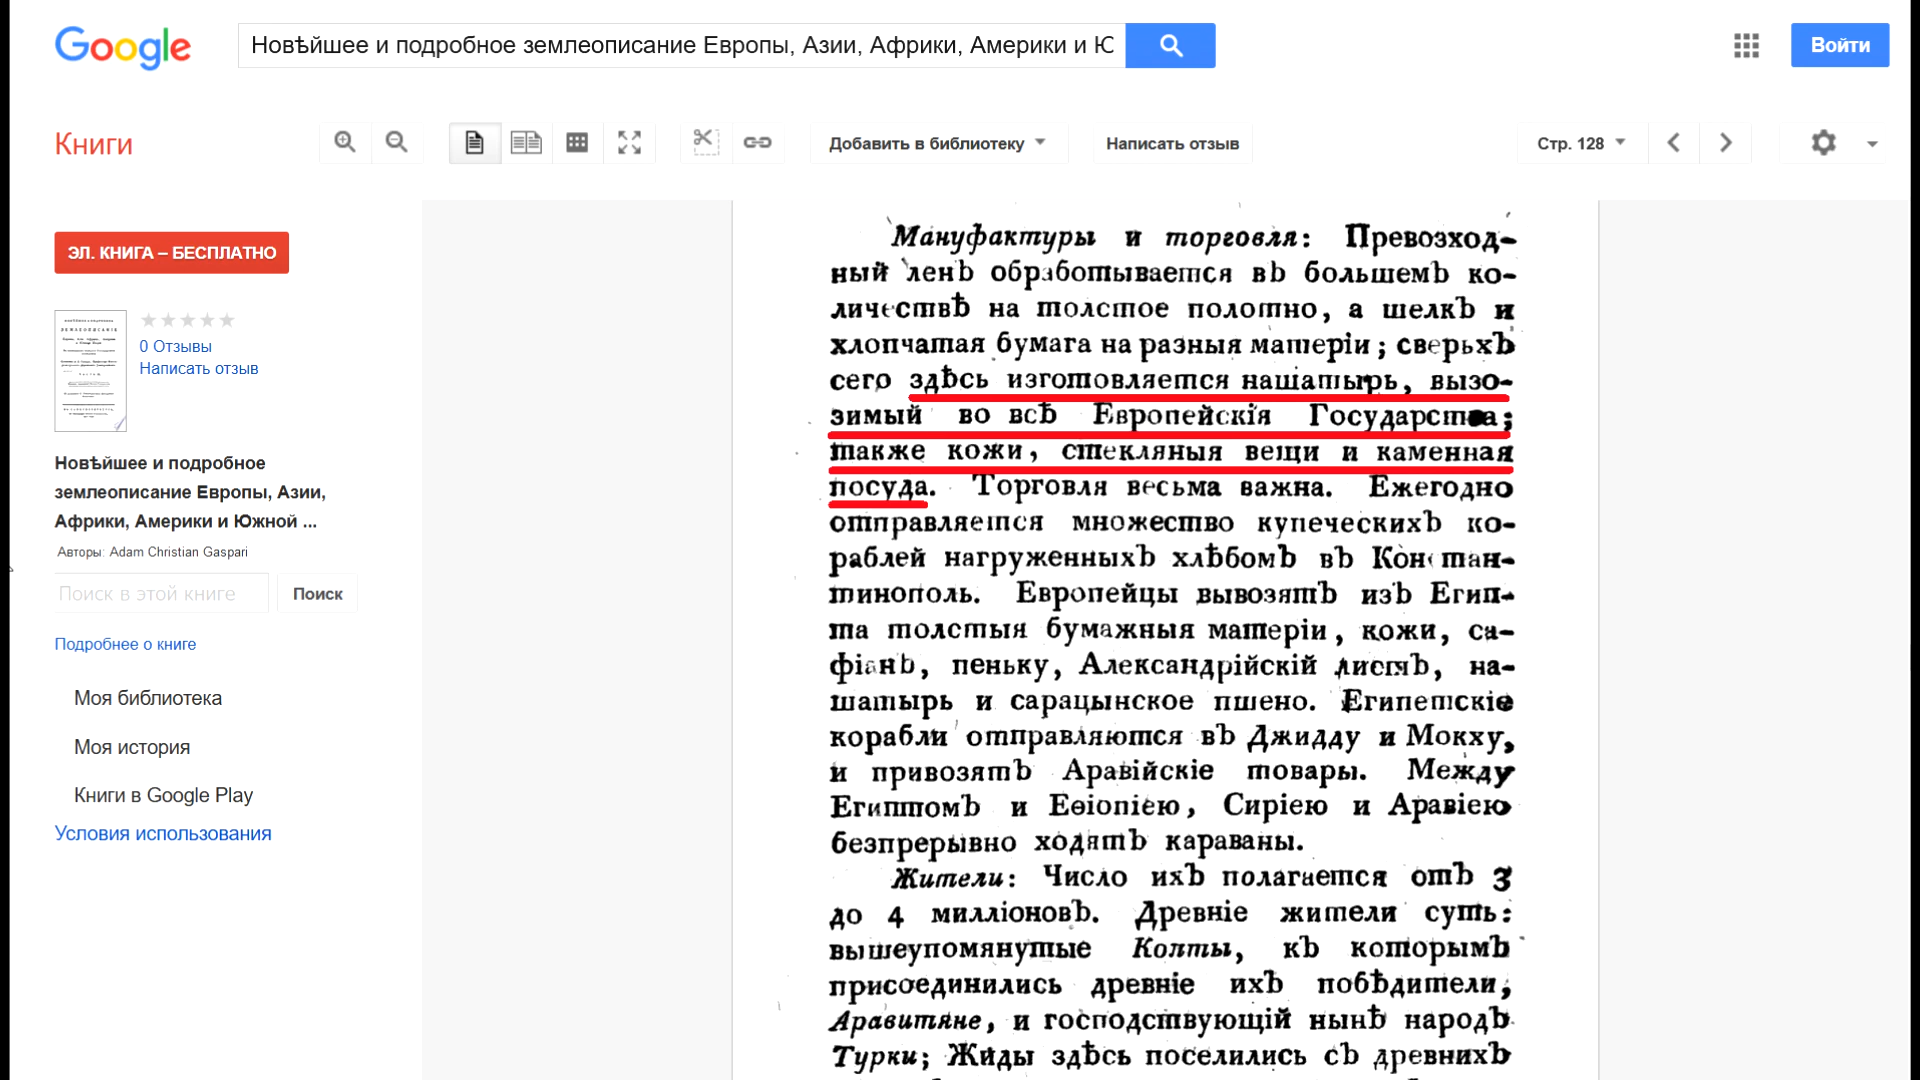 Google
Новѣйшее и подробное землеописание Европы, Азии, Африки, Америки и Ю
Войти
Книги
Добавить в библиотеку
Написать отзыв
Стр. 128
ЭЛ. КНИГА – БЕСПЛАТНО
0 Отзывы
Написать отзыв
Новѣйшее и подробное
землеописание Европы, Азии,
Африки, Америки и Южной ...
Авторы: Adam Christian Gaspari
Поиск в этой книге
Поиск
Подробнее о книге
Моя библиотека
Моя история
Книги в Google Play
Условия использования
Мануфактуры и торговля: Превозход-
ный ленъ обработывается въ большемъ ко-
личествѣ на толстое полотно, а шелкъ и
хлопчатая бумага на разныя матеріи; сверьхъ
сего здѣсь изготовляется нашатырь, вызо-
зимый во всѣ Европейскія Государства;
также кожи, стекляныя вещи и каменная
посуда. Торговля весьма важна. Ежегодно
отправляется множество купеческихъ ко-
раблей нагруженныхъ хлѣбомъ въ Констан-
тинополь. Европейцы вывозятъ изъ Егип-
та толстыя бумажныя матеріи, кожи, са-
фіанъ, пеньку, Александрійскій листъ, на-
шатырь и сарацынское пшено. Египетскіе
корабли отправляются въ Джидду и Мокху,
и привозятъ Аравійскіе товары. Между
Египтомъ и Еѳіопіею, Сиріею и Аравіею
безпрерывно ходятъ караваны.
Жители: Число ихъ полагается отъ 3
до 4 милліоновъ. Древніе жители суть:
вышеупомянутые Копты, къ которымъ
присоединились древніе ихъ побѣдители,
Аравитяне, и господствующій нынѣ народъ
Турки; Жиды здѣсь поселились съ древнихъ